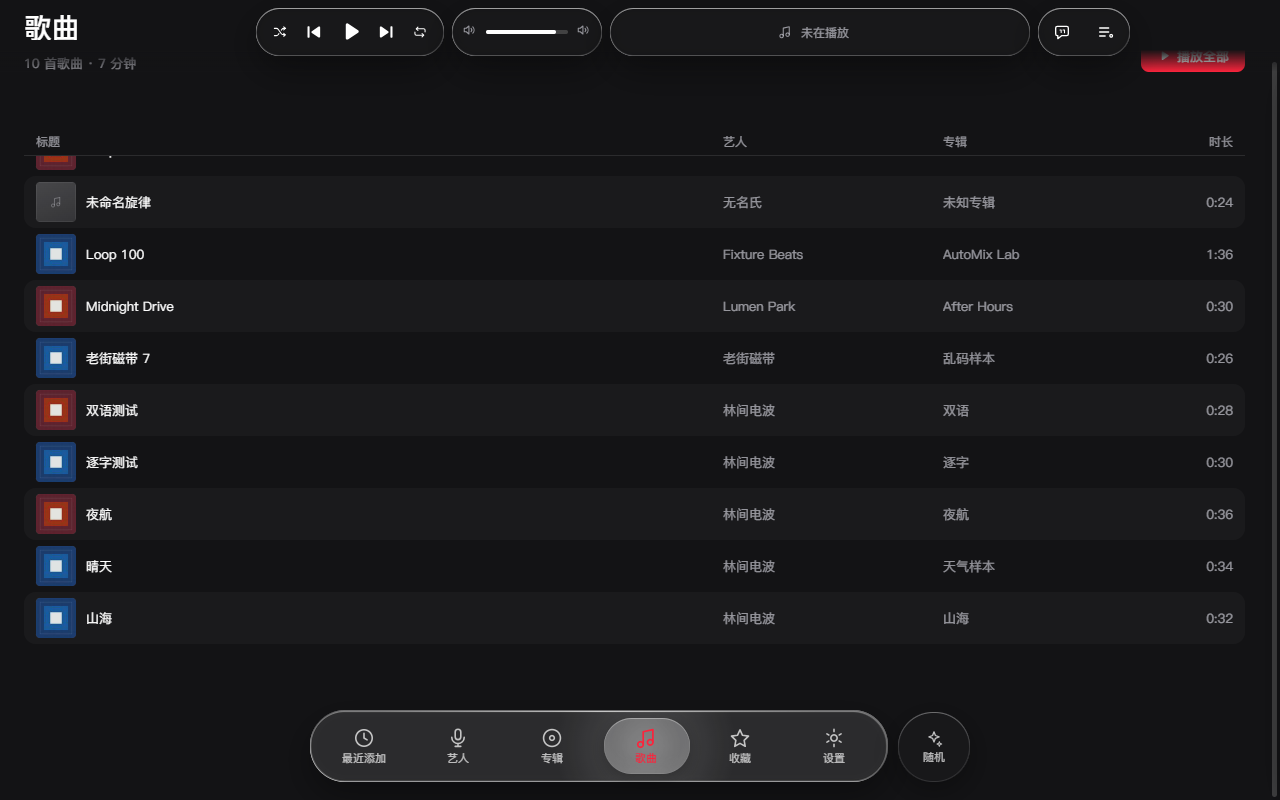 歌曲
未在播放
10 首歌曲・7 分钟
播放全部
标题 艺人 专辑 时长
未命名旋律 无名氏 未知专辑 0:24
Loop 100 Fixture Beats AutoMix Lab 1:36
Midnight Drive Lumen Park After Hours 0:30
老街磁带 7 老街磁带 乱码样本 0:26
双语测试 林间电波 双语 0:28
逐字测试 林间电波 逐字 0:30
夜航 林间电波 夜航 0:36
晴天 林间电波 天气样本 0:34
山海 林间电波 山海 0:32
最近添加 艺人 专辑 歌曲 收藏 设置 随机